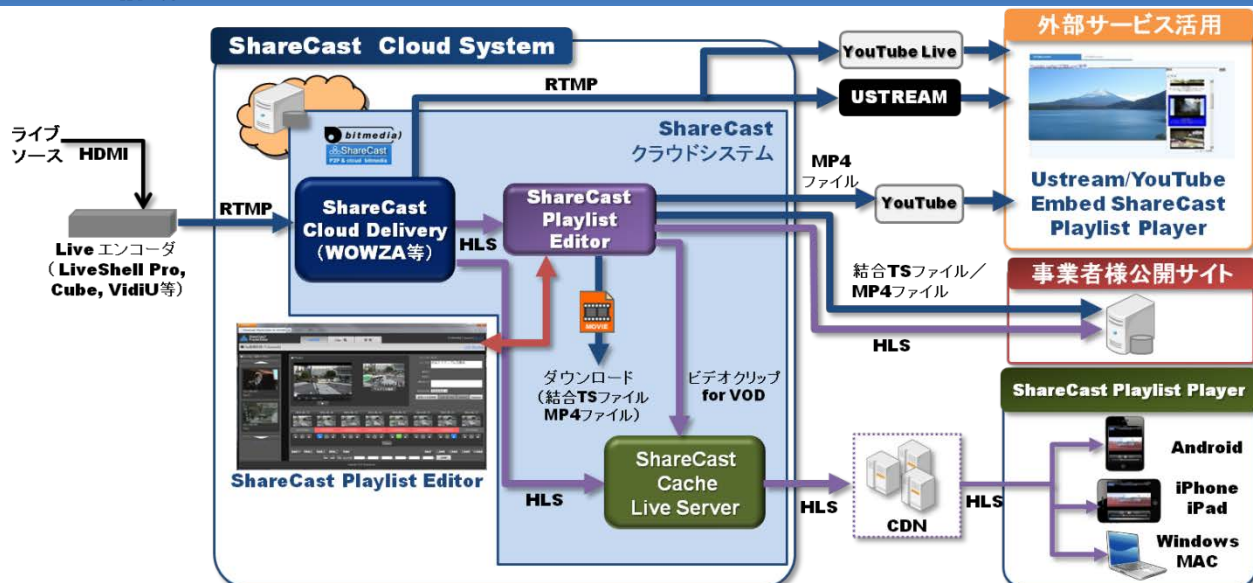 ShareCast Cloud System
外部サービス活用
YouTube Live
RTMP
USTREAM
ライブ
ソース
HDMI
bitmedia)
ShareCast
P2P & cloud bitmedia
ShareCast
クラウドシステム
MP4
ファイル
YouTube
Ustream/YouTube
Embed ShareCast
Playlist Player
RTMP
ShareCast
Cloud Delivery
(WOWZA等)
HLS
ShareCast
Playlist
Editor
Live エンコーダ
( LiveShell Pro,
Cube, VidiU等)
結合TSファイル／
MP4ファイル
事業者様公開サイト
HLS
MOVIE
ダウンロード
(結合TSファイル
MP4ファイル)
ビデオクリップ
for VOD
ShareCast Playlist Editor
ShareCast
Cache
Live Server
HLS
HLS
CDN
HLS
ShareCast Playlist Player
Android
iPhone
iPad
Windows
MAC